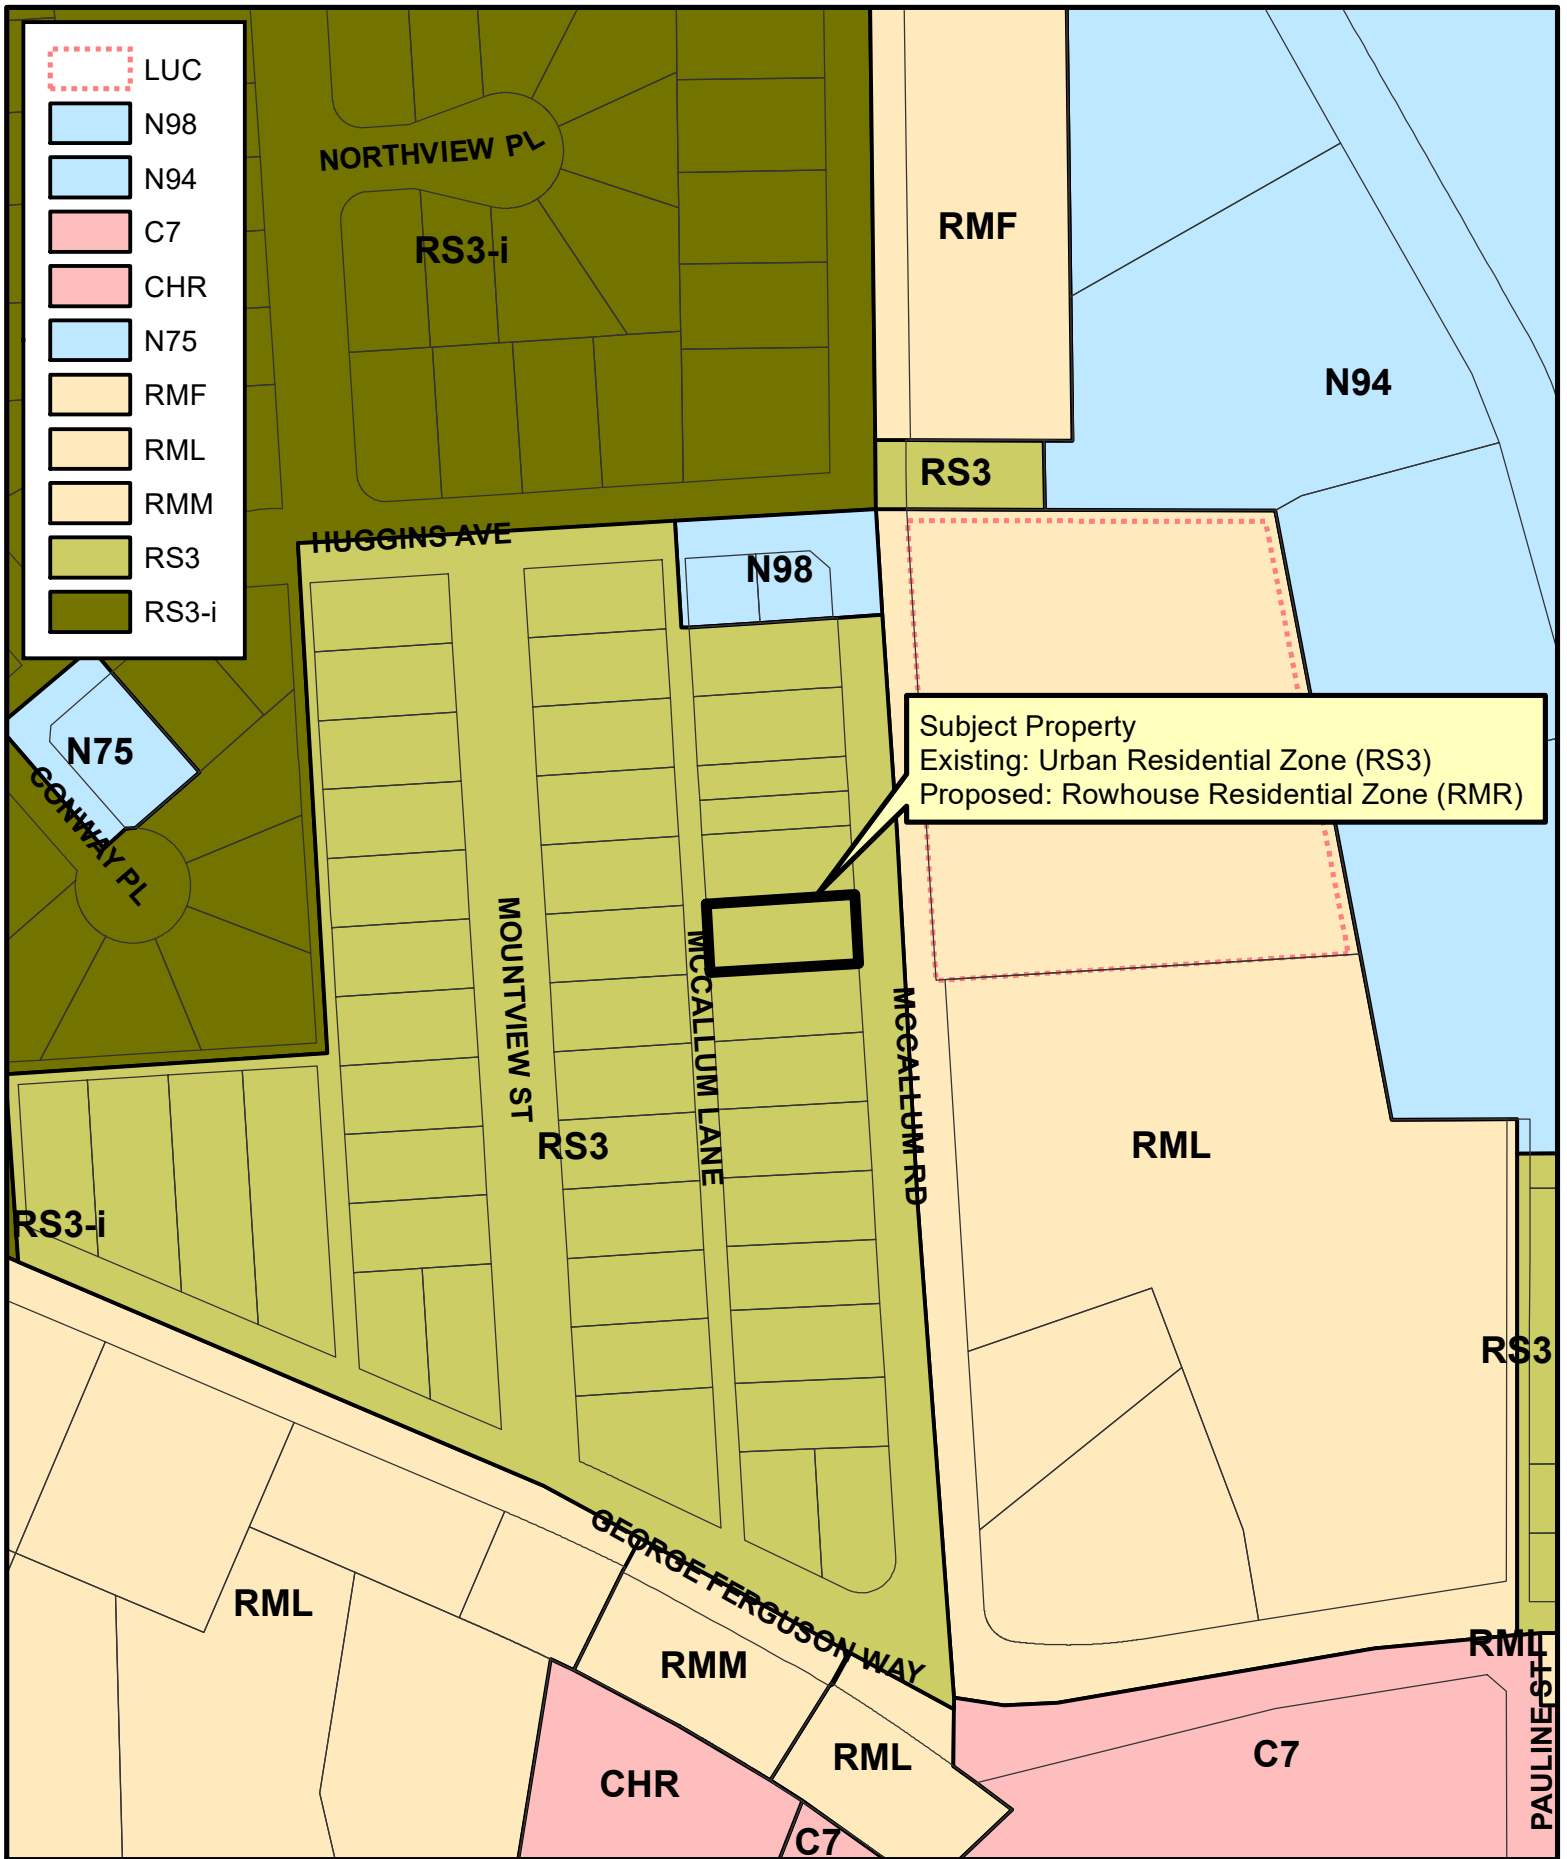 LUC
N98
N94
C7
CHR
N75
RMF
RML
RMM
RS3
RS3-i
NORTHVIEW PL
RS3-i
RMF
N94
RS3
HUGGINS AVE
N98
Subject Property
Existing: Urban Residential Zone (RS3)
Proposed: Rowhouse Residential Zone (RMR)
N75
CONWAY PL
MOUNTVIEW ST
MCCALLUM LANE
MCCALLUM RD
RS3
RML
RS3-i
RS3
GEORGE FERGUSON WAY
RML
RMM
RML
RML
PAULINE ST
C7
CHR
C7